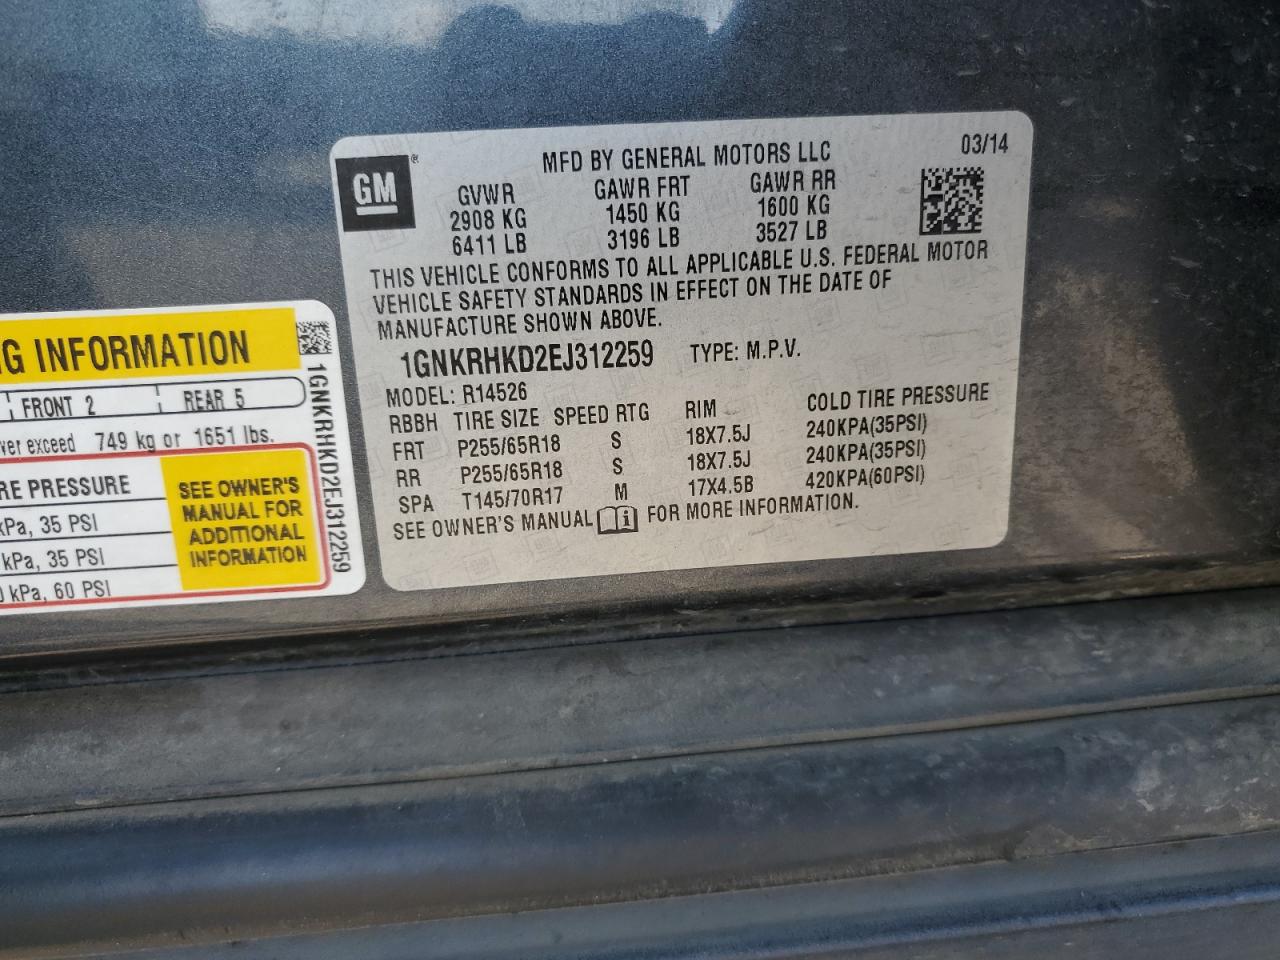 GM®
MFD BY GENERAL MOTORS LLC 03/14
GVWR GAWR FRT GAWR RR
2908 KG 1450 KG 1600 KG
6411 LB 3196 LB 3527 LB
THIS VEHICLE CONFORMS TO ALL APPLICABLE U.S. FEDERAL MOTOR
VEHICLE SAFETY STANDARDS IN EFFECT ON THE DATE OF
MANUFACTURE SHOWN ABOVE.
1GNKRHKD2EJ312259 TYPE: M.P.V.
MODEL: R14526
RBBH TIRE SIZE SPEED RTG RIM COLD TIRE PRESSURE
FRT P255/65R18 S 18X7.5J 240KPA(35PSI)
RR P255/65R18 S 18X7.5J 240KPA(35PSI)
SPA T145/70R17 M 17X4.5B 420KPA(60PSI)
SEE OWNER'S MANUAL FOR MORE INFORMATION.
G INFORMATION
FRONT 2 REAR 5
ver exceed 749 kg or 1651 lbs.
RE PRESSURE
kPa, 35 PSI
kPa, 35 PSI
0 kPa, 60 PSI
SEE OWNER'S
MANUAL FOR
ADDITIONAL
INFORMATION
1GNKRHKD2EJ312259